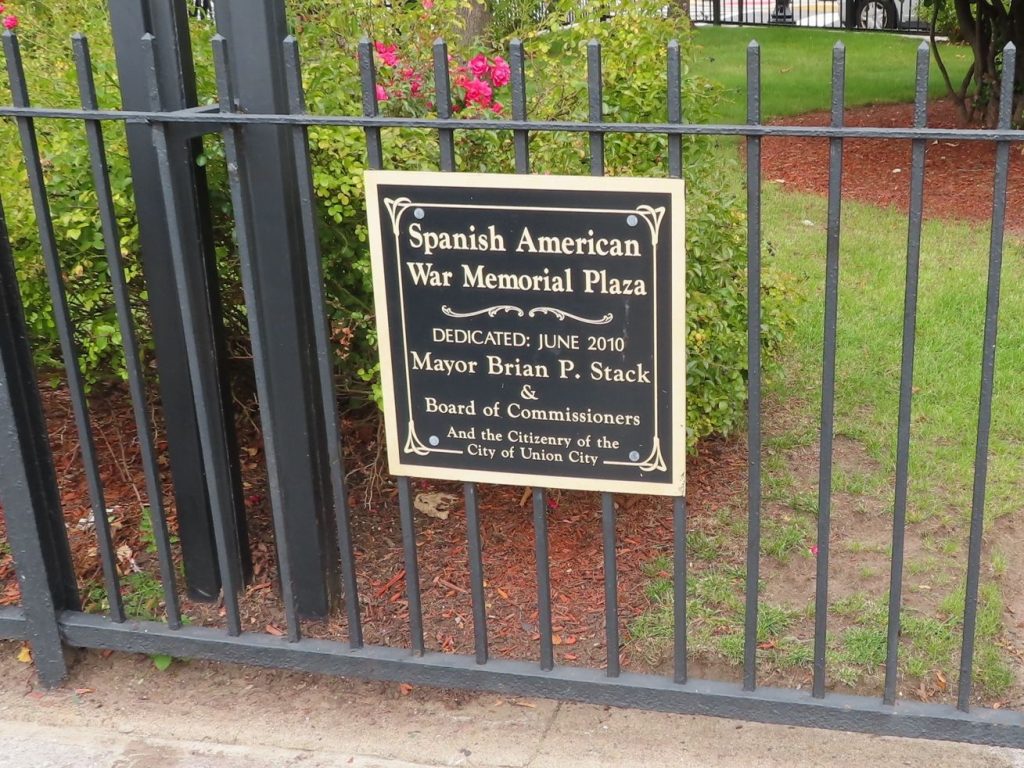 Spanish American
War Memorial Plaza
DEDICATED: JUNE 2010
Mayor Brian P. Stack
&
Board of Commissioners
And the Citizenry of the
City of Union City